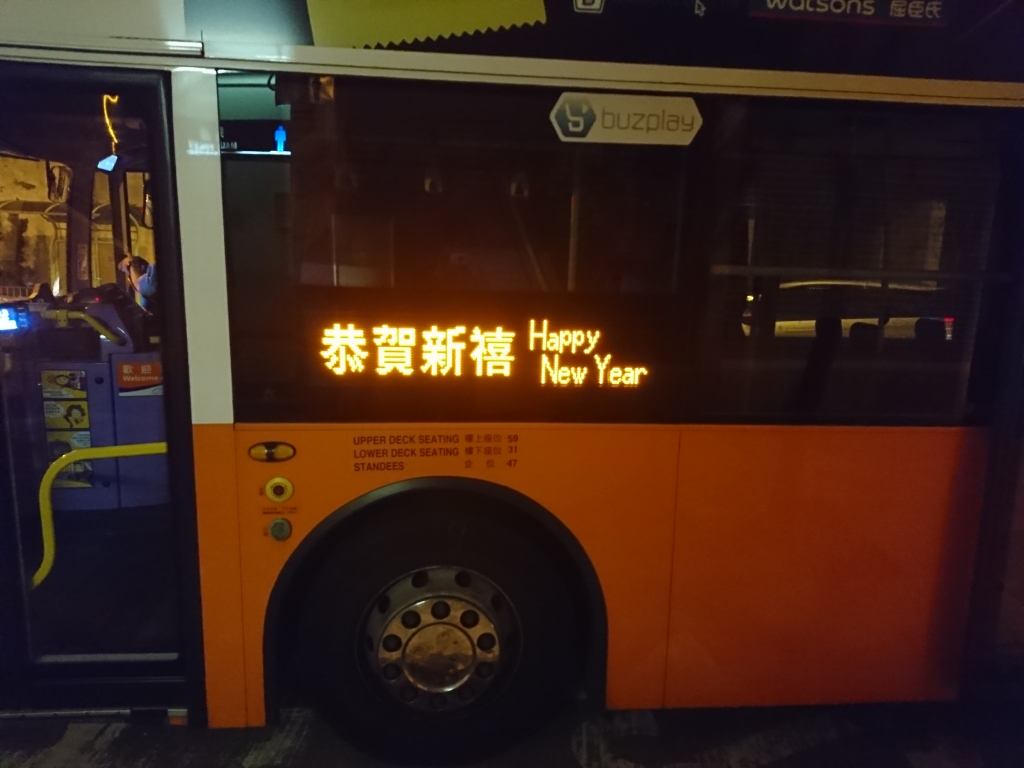 watsons 屈臣氏
buzplay
恭賀新禧 Happy
New Year
歡迎
Welcome
UPPER DECK SEATING 樓上座位 59
LOWER DECK SEATING 樓下座位 31
STANDEES 企位 47